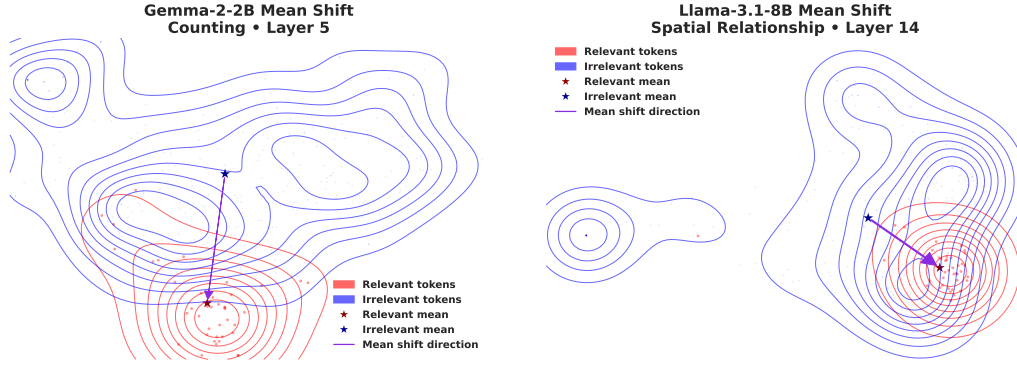 Gemma-2-2B Mean Shift
Counting • Layer 5
Relevant tokens
Irrelevant tokens
Relevant mean
Irrelevant mean
Mean shift direction
Llama-3.1-8B Mean Shift
Spatial Relationship • Layer 14
Relevant tokens
Irrelevant tokens
Relevant mean
Irrelevant mean
Mean shift direction